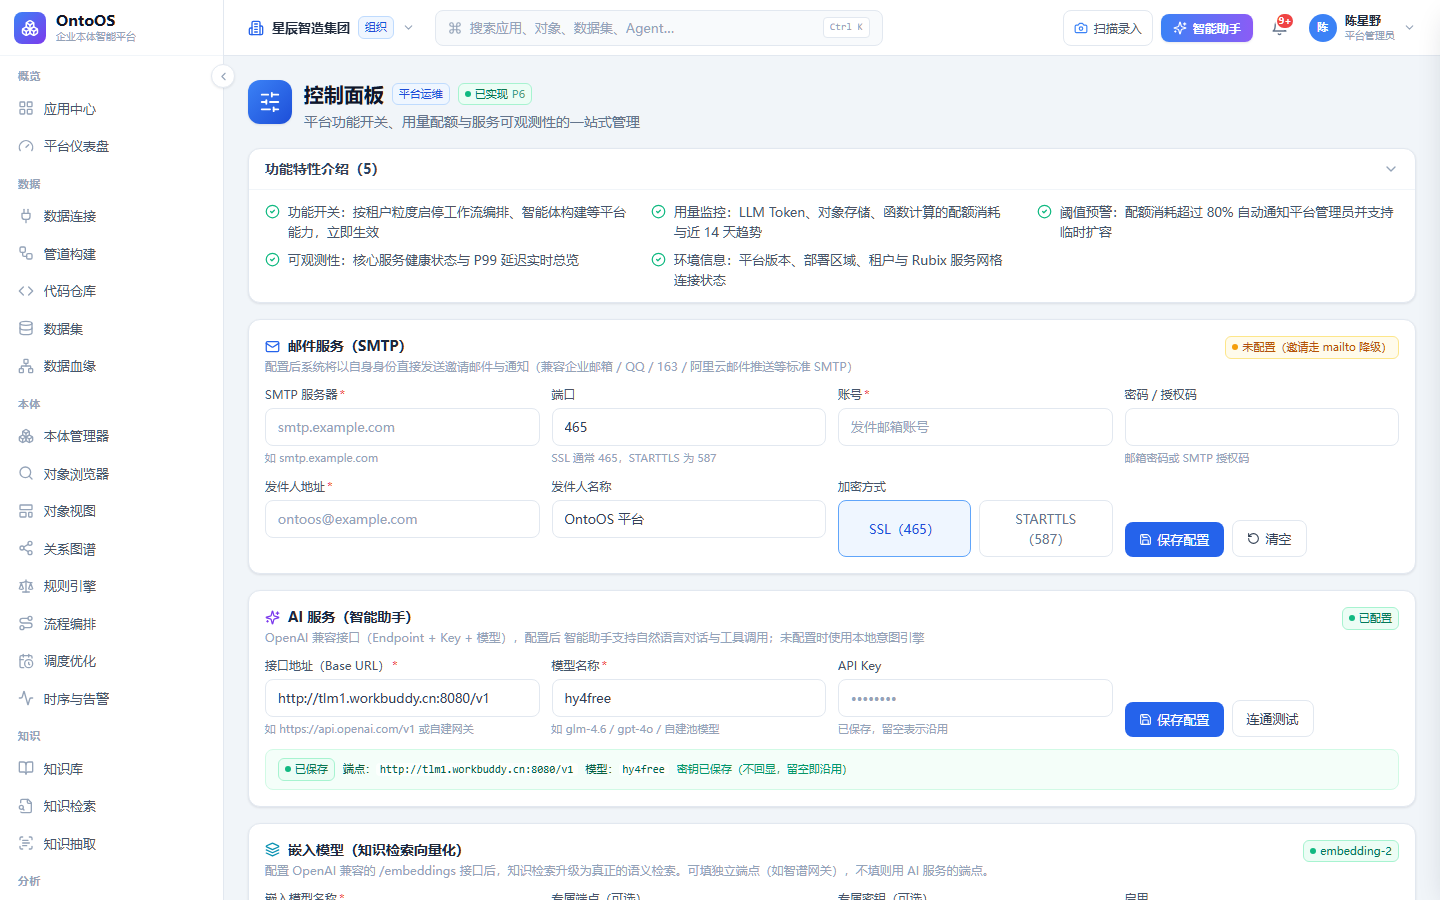 OntoOS
企业本体智能平台
星辰智造集团 组织
搜索应用、对象、数据集、Agent... Ctrl K
扫描录入
智能助手
9+
陈
陈星野
平台管理员
概览
应用中心
平台仪表盘
数据
数据连接
管道构建
代码仓库
数据集
数据血缘
本体
本体管理器
对象浏览器
对象视图
关系图谱
规则引擎
流程编排
调度优化
时序与告警
知识
知识库
知识检索
知识抽取
分析
控制面板 平台运维 已实现 P6
平台功能开关、用量配额与服务可观测性的一站式管理
功能特性介绍（5）
功能开关：按租户粒度启停工作流编排、智能体构建等平台
能力，立即生效
用量监控：LLM Token、对象存储、函数计算的配额消耗
与近 14 天趋势
阈值预警：配额消耗超过 80% 自动通知平台管理员并支持
临时扩容
可观测性：核心服务健康状态与 P99 延迟实时总览
环境信息：平台版本、部署区域、租户与 Rubix 服务网格
连接状态
邮件服务（SMTP）
未配置（邀请走 mailto 降级）
配置后系统将以自身身份直接发送邀请邮件与通知（兼容企业邮箱 / QQ / 163 / 阿里云邮件推送等标准 SMTP）
SMTP 服务器* 端口 账号* 密码 / 授权码
smtp.example.com 465 发件邮箱账号
如 smtp.example.com SSL 通常 465，STARTTLS 为 587 邮箱密码或 SMTP 授权码
发件人地址* 发件人名称 加密方式
ontoos@example.com OntoOS 平台 SSL（465） STARTTLS
（587）
保存配置 清空
AI 服务（智能助手）
已配置
OpenAI 兼容接口（Endpoint + Key + 模型），配置后 智能助手支持自然语言对话与工具调用；未配置时使用本地意图引擎
接口地址（Base URL） * 模型名称* API Key
http://tlm1.workbuddy.cn:8080/v1 hy4free ••••••••
如 https://api.openai.com/v1 或自建网关 如 glm-4.6 / gpt-4o / 自建池模型 已保存，留空表示沿用
保存配置 连通测试
已保存 端点： http://tlm1.workbuddy.cn:8080/v1 模型： hy4free 密钥已保存（不回显，留空即沿用）
嵌入模型（知识检索向量化）
embedding-2
配置 OpenAI 兼容的 /embeddings 接口后，知识检索升级为真正的语义检索。可填独立端点（如智谱网关），不填则用 AI 服务的端点。
嵌入模型名称* 专属端点（可选） 专属密钥（可选） 启用